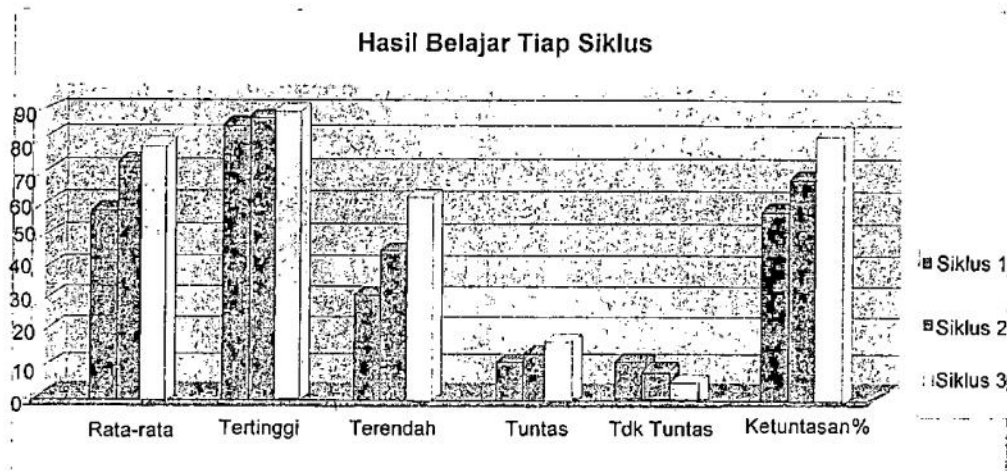 Hasil Belajar Tiap Siklus
90
80
70
60
50
40
30
20
10
0
Rata-rata Tertinggi Terendah Tuntas Tdk Tuntas Ketuntasan%
Siklus 1
Siklus 2
Siklus 3